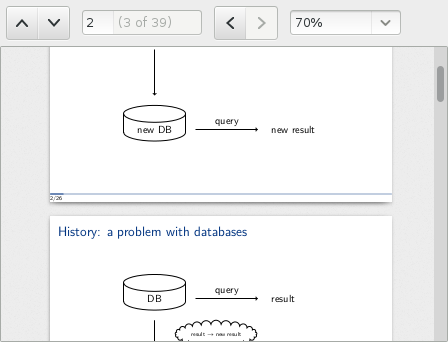 2 (3 of 39) 70%
query
new DB new result
2/26
History: a problem with databases
query
DB result
result → new result